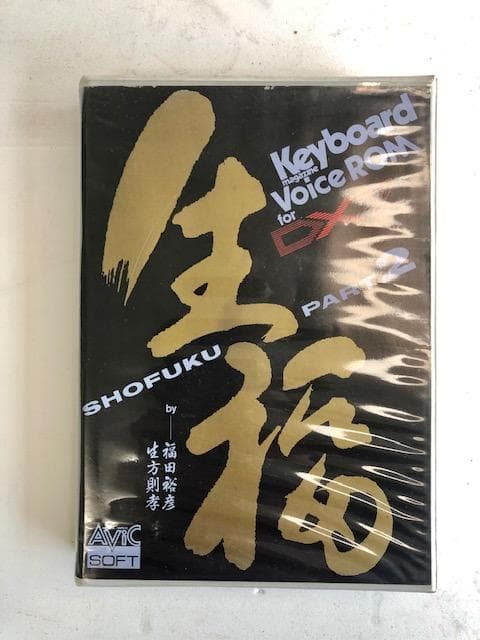 Keyboard
magazine
Voice ROM
for
DX
PART 2
生福
SHOFUKU
by
福田裕彦
生方則孝
AViC
SOFT